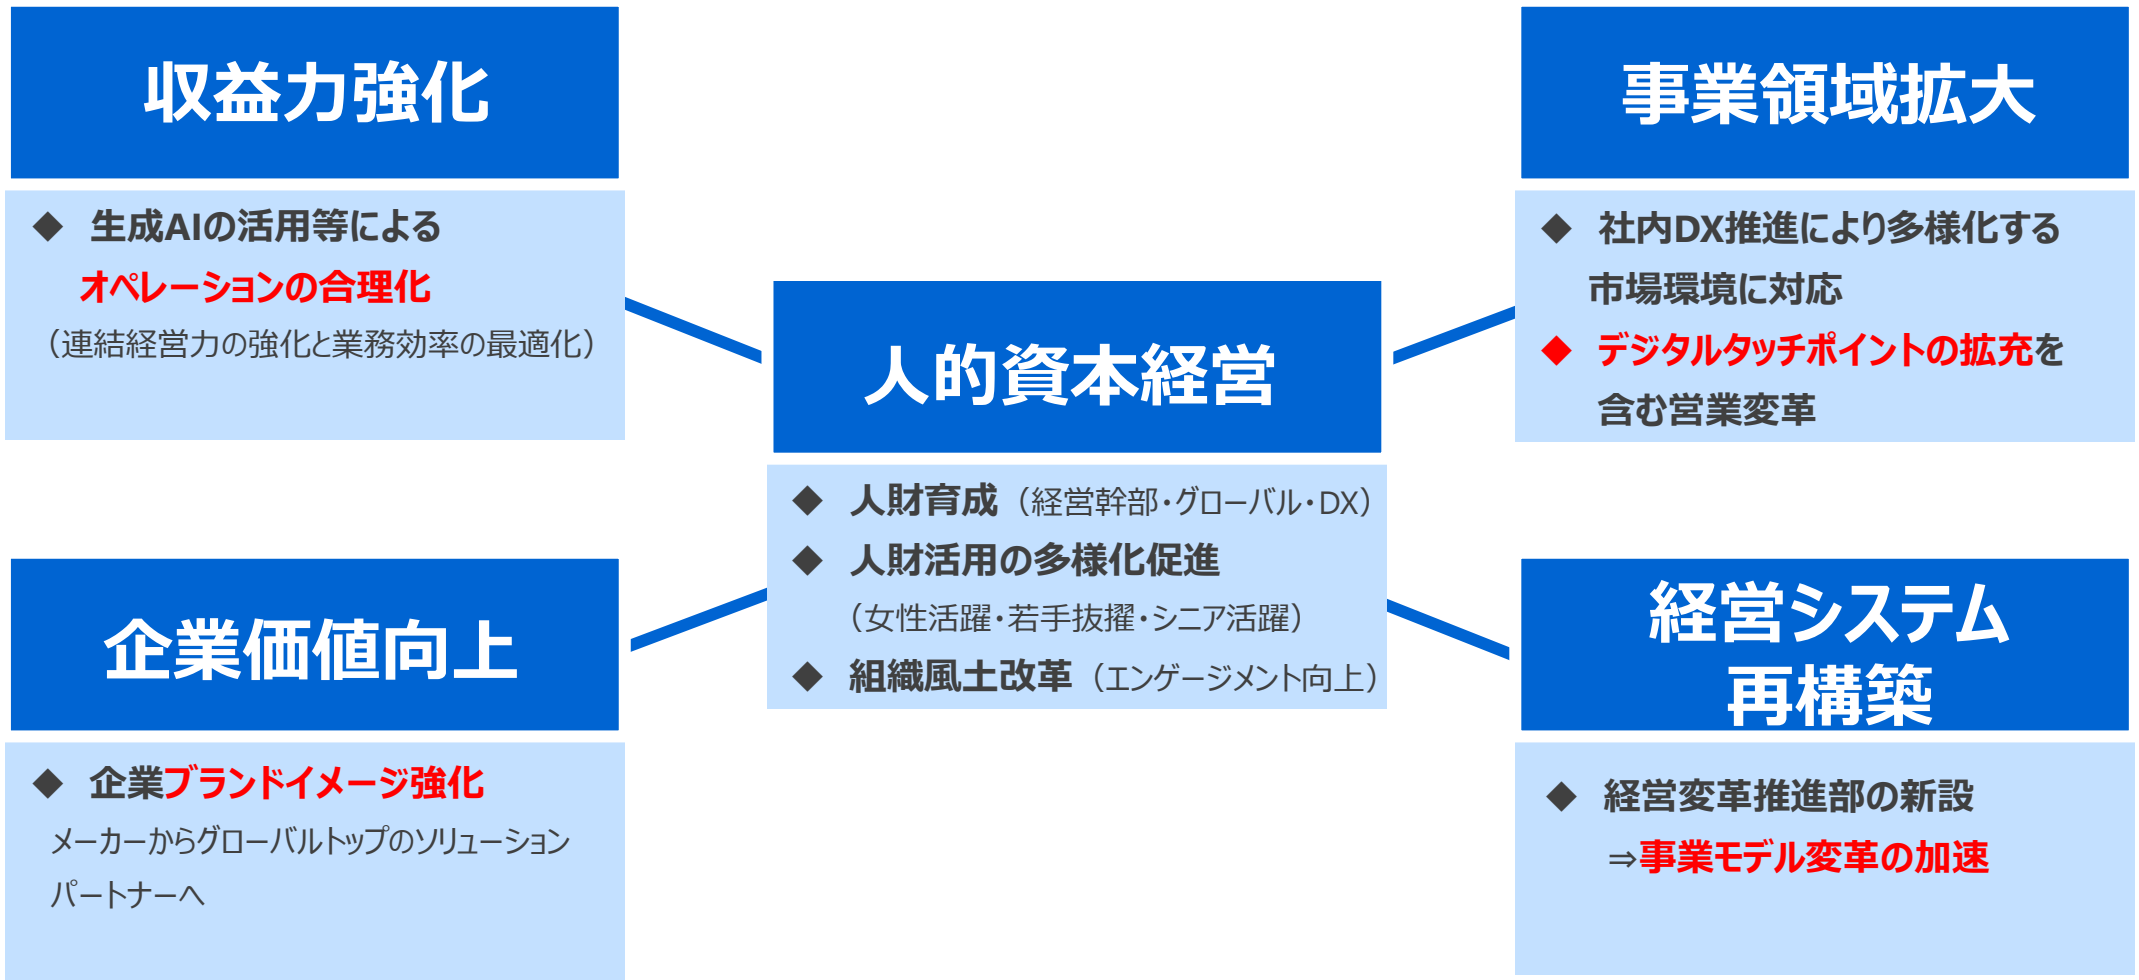 収益力強化
◆ 生成AIの活用等による
オペレーションの合理化
（連結経営力の強化と業務効率の最適化）
事業領域拡大
◆ 社内DX推進により多様化する
市場環境に対応
◆ デジタルタッチポイントの拡充を
含む営業変革
人的資本経営
◆ 人財育成（経営幹部・グローバル・DX）
◆ 人財活用の多様化促進
（女性活躍・若手抜擢・シニア活躍）
◆ 組織風土改革（エンゲージメント向上）
企業価値向上
◆ 企業ブランドイメージ強化
メーカーからグローバルトップのソリューション
パートナーへ
経営システム
再構築
◆ 経営変革推進部の新設
⇒事業モデル変革の加速